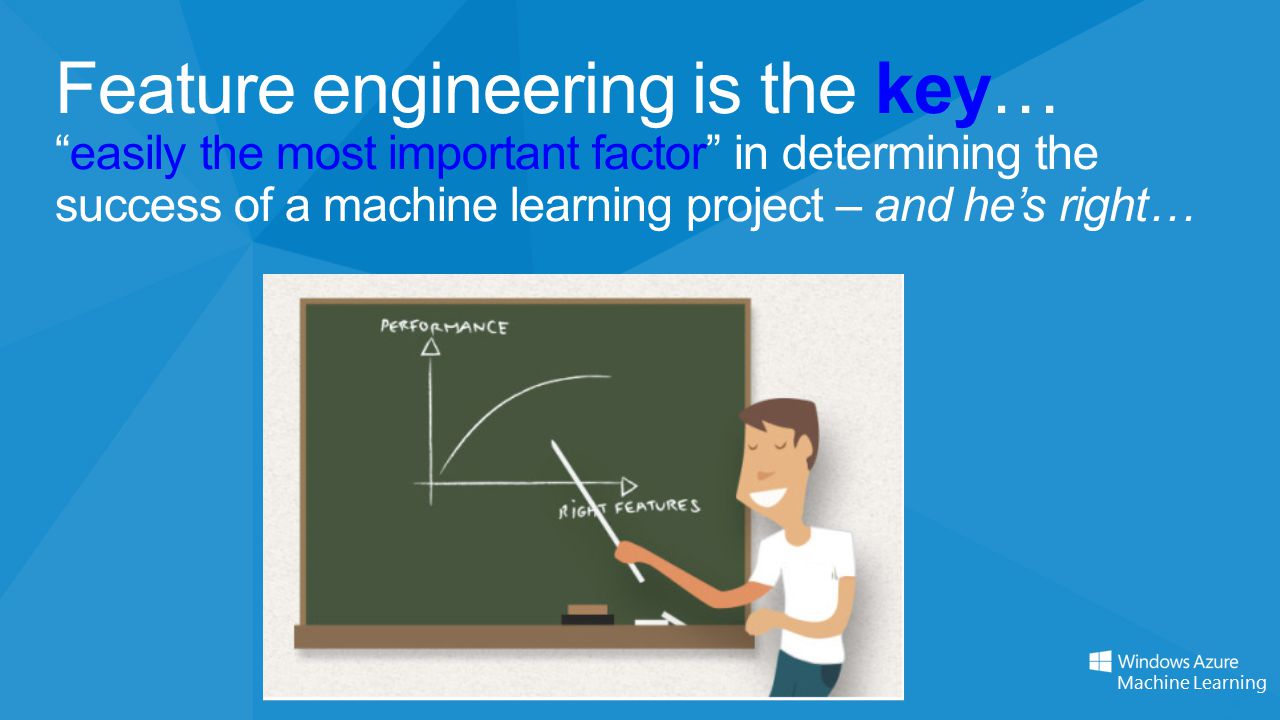 Feature engineering is the key…
“easily the most important factor” in determining the
success of a machine learning project – and he’s right…
PERFORMANCE
RIGHT FEATURES
Windows Azure
Machine Learning